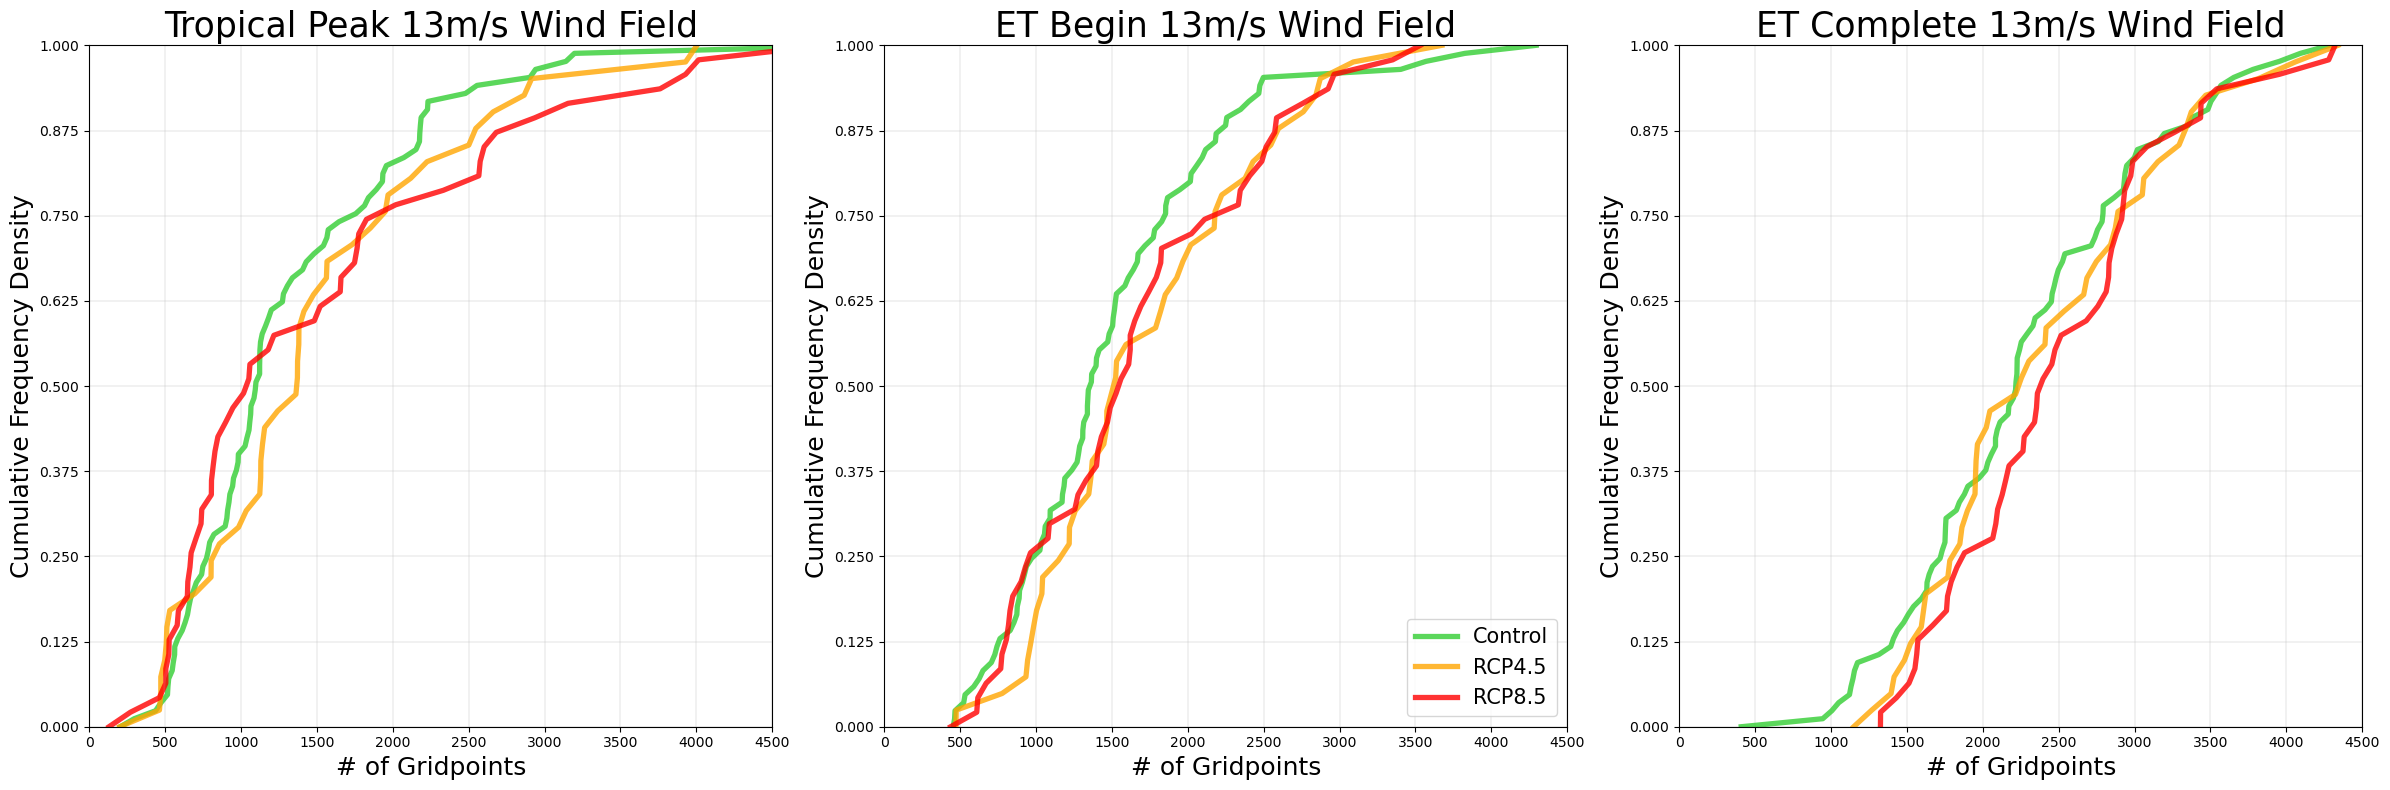 Tropical Peak 13m/s Wind Field
Cumulative Frequency Density
1.000
0.875
0.750
0.625
0.500
0.375
0.250
0.125
0.000
0 500 1000 1500 2000 2500 3000 3500 4000 4500
# of Gridpoints
ET Begin 13m/s Wind Field
Cumulative Frequency Density
1.000
0.875
0.750
0.625
0.500
0.375
0.250
0.125
0.000
Control
RCP4.5
RCP8.5
0 500 1000 1500 2000 2500 3000 3500 4000 4500
# of Gridpoints
ET Complete 13m/s Wind Field
Cumulative Frequency Density
1.000
0.875
0.750
0.625
0.500
0.375
0.250
0.125
0.000
0 500 1000 1500 2000 2500 3000 3500 4000 4500
# of Gridpoints